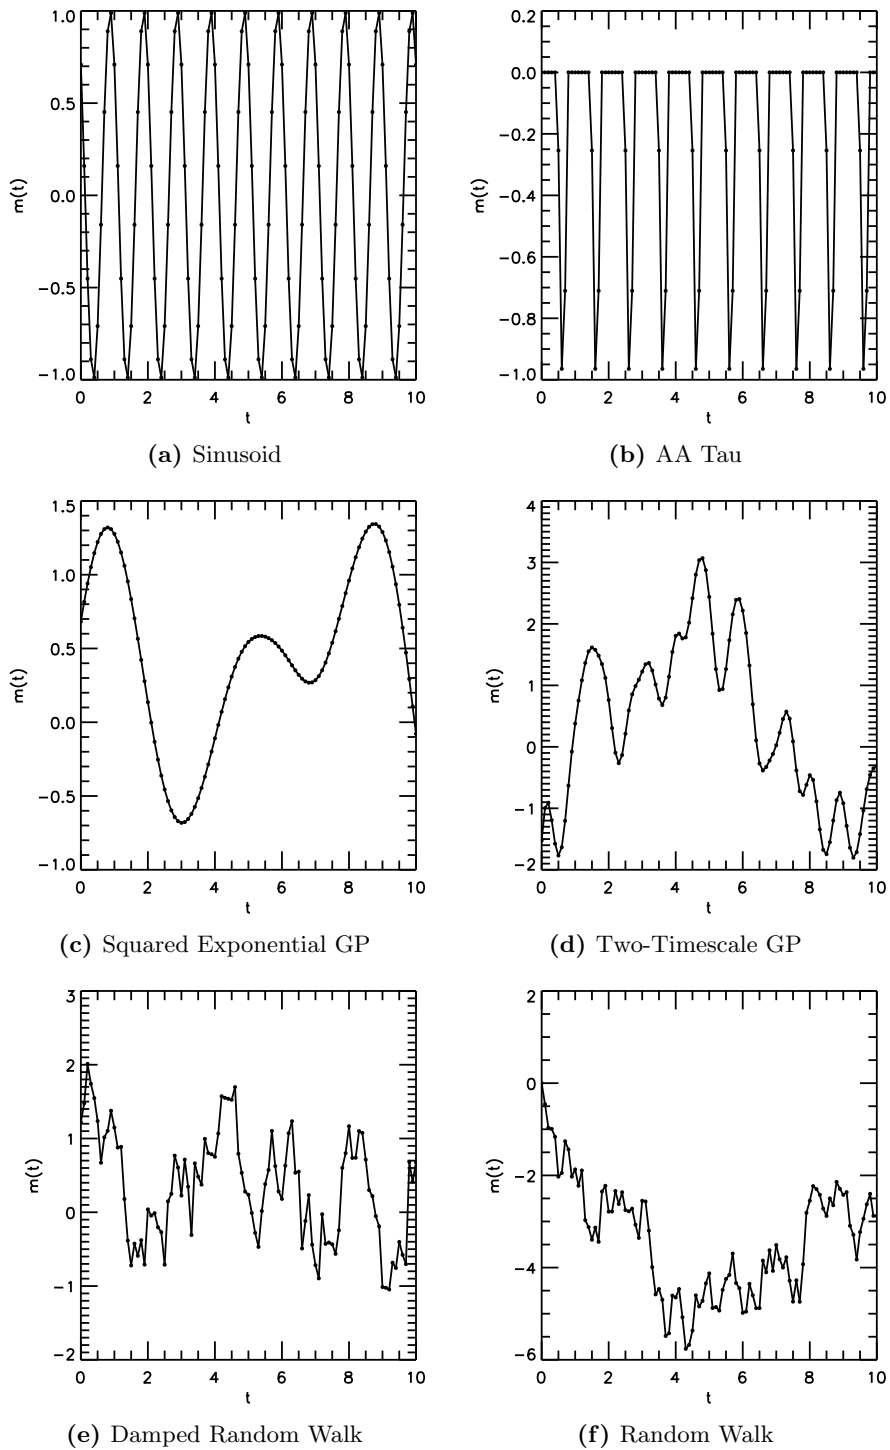 1.0
0.5
0.0
−0.5
−1.0
m(t)
0 2 4 6 8 10
t
(a) Sinusoid
0.2
0.0
−0.2
−0.4
−0.6
−0.8
−1.0
m(t)
0 2 4 6 8 10
t
(b) AA Tau
1.5
1.0
0.5
0.0
−0.5
−1.0
m(t)
0 2 4 6 8 10
t
(c) Squared Exponential GP
4
3
2
1
0
−1
−2
m(t)
0 2 4 6 8 10
t
(d) Two-Timescale GP
3
2
1
0
−1
−2
m(t)
0 2 4 6 8 10
t
(e) Damped Random Walk
2
0
−2
−4
−6
m(t)
0 2 4 6 8 10
t
(f) Random Walk